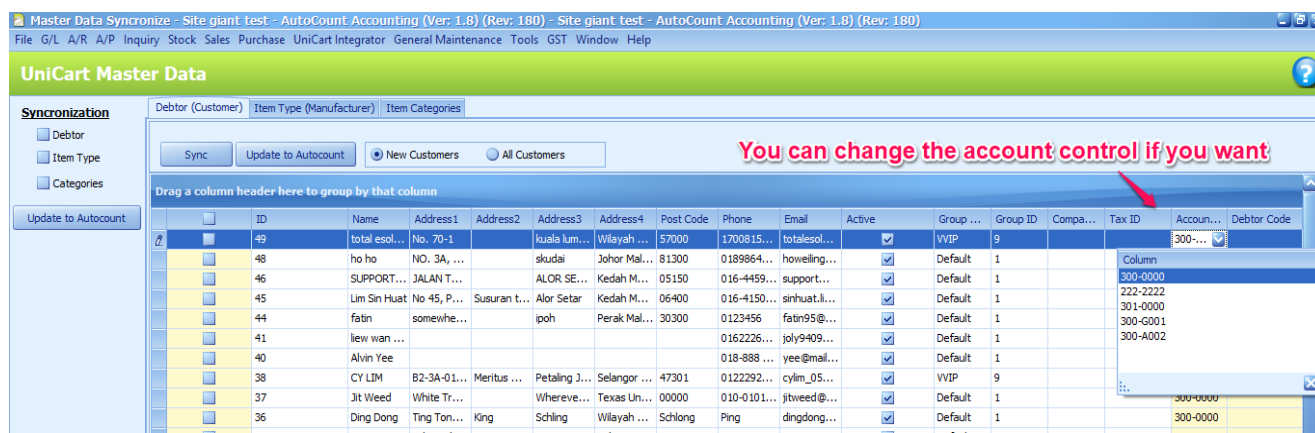 Master Data Syncronize - Site giant test - AutoCount Accounting (Ver: 1.8) (Rev: 180) - Site giant test - AutoCount Accounting (Ver: 1.8) (Rev: 180)
File G/L A/R A/P Inquiry Stock Sales Purchase UniCart Integrator General Maintenance Tools GST Window Help
UniCart Master Data
Syncronization
Debtor
Item Type
Categories
Update to Autocount
Debtor (Customer) Item Type (Manufacturer) Item Categories
Sync Update to Autocount New Customers All Customers
You can change the account control if you want
Drag a column header here to group by that column
ID Name Address1 Address2 Address3 Address4 Post Code Phone Email Active Group ... Group ID Compa... Tax ID Accoun... Debtor Code
49 total esol... No. 70-1 kuala lum... Wilayah ... 57000 1700815... totalesol... VVIP 9 300-...
48 ho ho NO. 3A, ... skudai Johor Mal... 81300 0189864... howeiling... Default 1
46 SUPPORT... JALAN T... ALOR SE... Kedah M... 05150 016-4459... support... Default 1
45 Lim Sin Huat No 45, P... Susuran t... Alor Setar Kedah M... 06400 016-4150... sinhuat.li... Default 1
44 fatin somewhe... ipoh Perak Mal... 30300 0123456 fatin95@... Default 1
41 liew wan ... 0162226... joly9409... Default 1
40 Alvin Yee 018-888 ... yee@mail... Default 1
38 CY LIM B2-3A-01... Meritus ... Petaling J... Selangor ... 47301 0122292... cylim_05... VVIP 9
37 Jit Weed White Tr... Whereve... Texas Un... 00000 010-0101... jitweed@... Default 1 300-0000
36 Ding Dong Ting Ton... King Schling Wilayah ... Schlong Ping dingdong... Default 1 300-0000
Column
300-0000
222-2222
301-0000
300-G001
300-A002